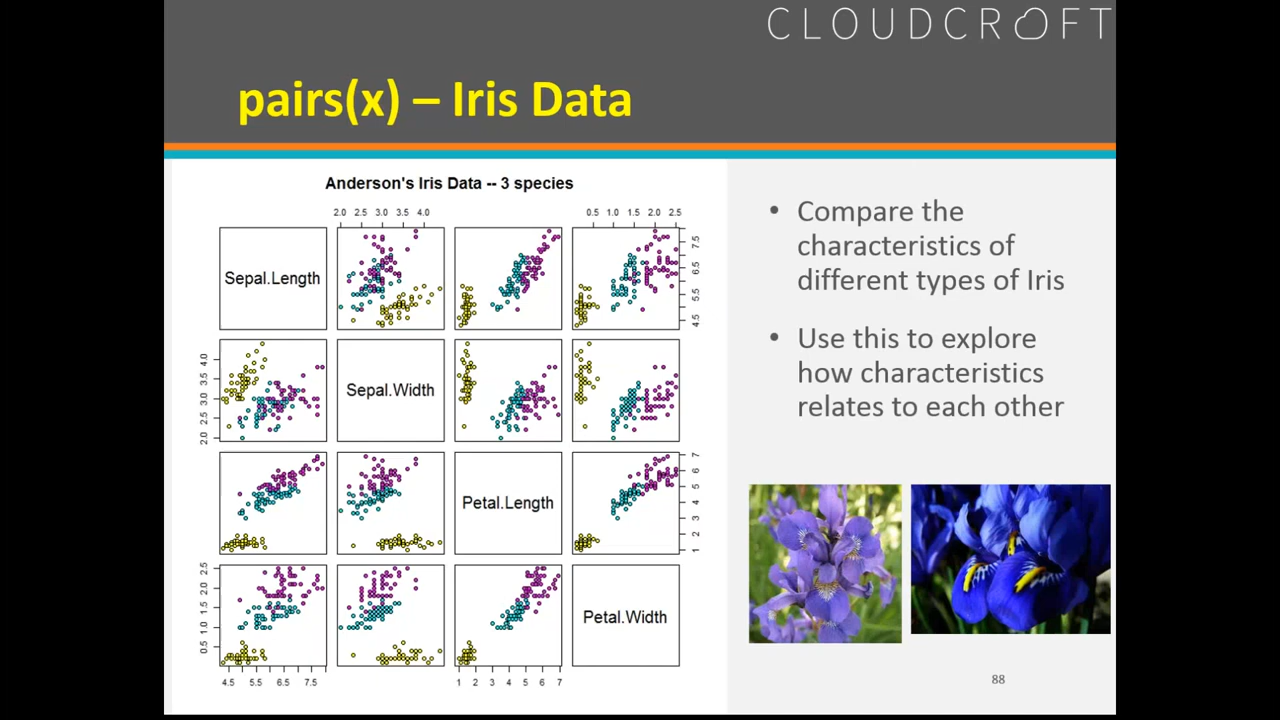 CLOUDCROFT
pairs(x) – Iris Data
Anderson's Iris Data -- 3 species
2.0 2.5 3.0 3.5 4.0
0.5 1.0 1.5 2.0 2.5
Sepal.Length
4.5 5.5 6.5 7.5
2.0 2.5 3.0 3.5 4.0
Sepal.Width
Petal.Length
1 2 3 4 5 6 7
0.5 1.0 1.5 2.0 2.5
Petal.Width
4.5 5.5 6.5 7.5
1 2 3 4 5 6 7
• Compare the
characteristics of
different types of Iris
• Use this to explore
how characteristics
relates to each other
88